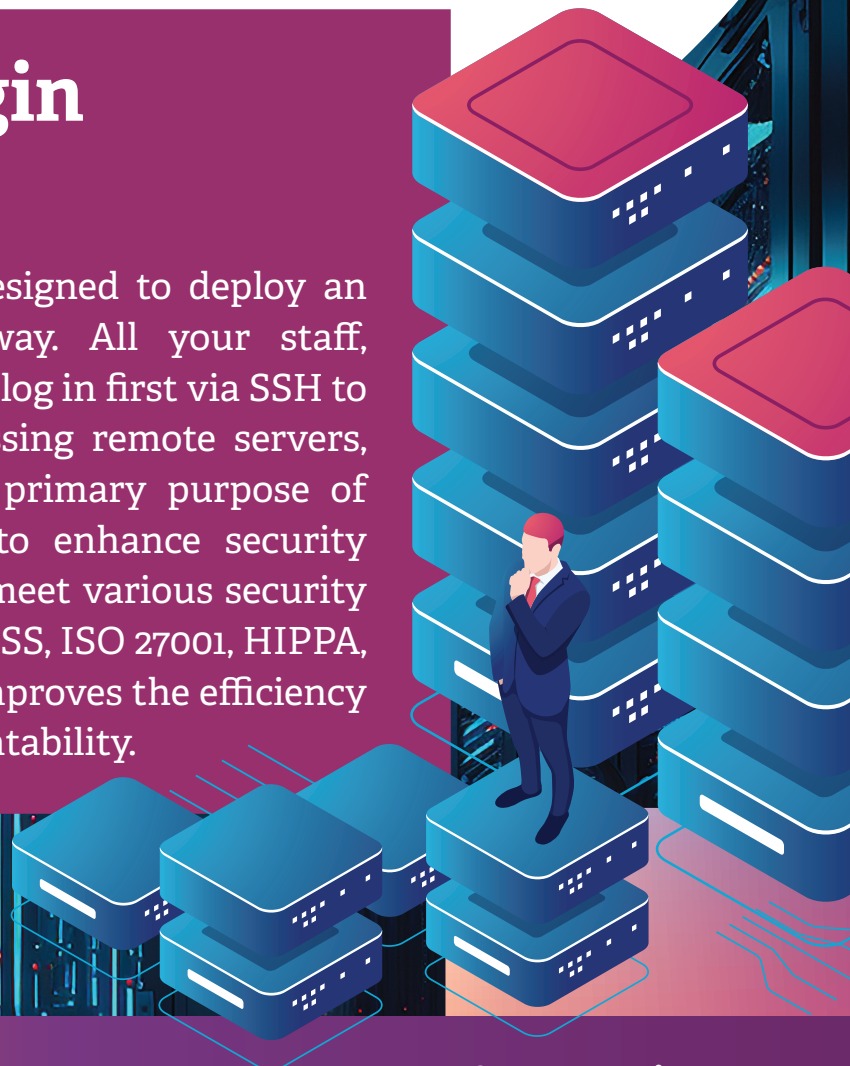 gin
esigned to deploy an
way. All your staff,
log in first via SSH to
ssing remote servers,
primary purpose of
to enhance security
meet various security
SS, ISO 27001, HIPPA,
nproves the efficiency
ntability.